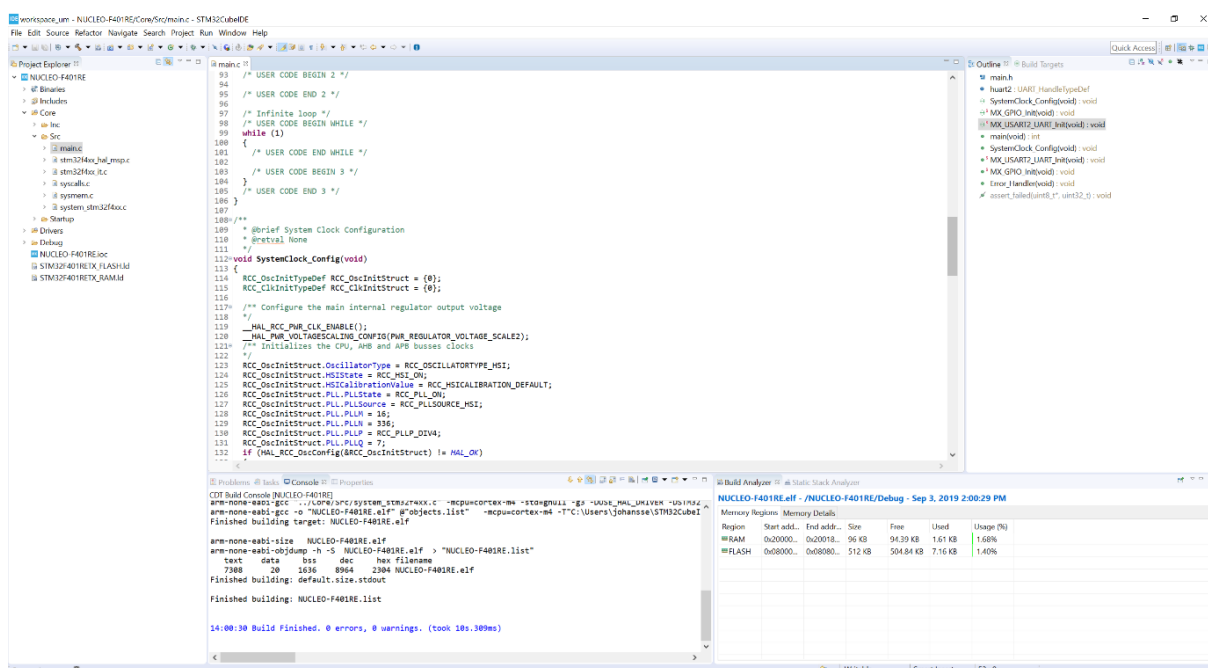 workspace_um - NUCLEO-F401RE/Core/Src/main.c - STM32CubeIDE
File Edit Source Refactor Navigate Search Project Run Window Help
Quick Access
Project Explorer
NUCLEO-F401RE
Binaries
Includes
Core
Inc
Src
main.c
stm32f4xx_hal_msp.c
stm32f4xx_it.c
syscalls.c
sysmem.c
system_stm32f4xx.c
Startup
Drivers
Debug
NUCLEO-F401RE.ioc
STM32F401RETX_FLASH.ld
STM32F401RETX_RAM.ld
main.c
93 /* USER CODE BEGIN 2 */
94
95 /* USER CODE END 2 */
96
97 /* Infinite loop */
98 /* USER CODE BEGIN WHILE */
99 while (1)
100 {
101 /* USER CODE END WHILE */
102
103 /* USER CODE BEGIN 3 */
104 }
105 /* USER CODE END 3 */
106 }
107
108 /**
109 * @brief System Clock Configuration
110 * @retval None
111 */
112 void SystemClock_Config(void)
113 {
114 RCC_OscInitTypeDef RCC_OscInitStruct = {0};
115 RCC_ClkInitTypeDef RCC_ClkInitStruct = {0};
116
117 /** Configure the main internal regulator output voltage
118 */
119 __HAL_RCC_PWR_CLK_ENABLE();
120 __HAL_PWR_VOLTAGESCALING_CONFIG(PWR_REGULATOR_VOLTAGE_SCALE2);
121 /** Initializes the CPU, AHB and APB busses clocks
122 */
123 RCC_OscInitStruct.OscillatorType = RCC_OSCILLATORTYPE_HSI;
124 RCC_OscInitStruct.HSIState = RCC_HSI_ON;
125 RCC_OscInitStruct.HSICalibrationValue = RCC_HSICALIBRATION_DEFAULT;
126 RCC_OscInitStruct.PLL.PLLState = RCC_PLL_ON;
127 RCC_OscInitStruct.PLL.PLLSource = RCC_PLLSOURCE_HSI;
128 RCC_OscInitStruct.PLL.PLLM = 16;
129 RCC_OscInitStruct.PLL.PLLN = 336;
130 RCC_OscInitStruct.PLL.PLLP = RCC_PLLP_DIV4;
131 RCC_OscInitStruct.PLL.PLLQ = 7;
132 if (HAL_RCC_OscConfig(&RCC_OscInitStruct) != HAL_OK)
Outline Build Targets
main.h
huart2 : UART_HandleTypeDef
SystemClock_Config(void) : void
MX_GPIO_Init(void) : void
MX_USART2_UART_Init(void) : void
main(void) : int
SystemClock_Config(void) : void
MX_USART2_UART_Init(void) : void
MX_GPIO_Init(void) : void
Error_Handler(void) : void
assert_failed(uint8_t*, uint32_t) : void
Problems Tasks Console Properties
CDT Build Console [NUCLEO-F401RE]
arm-none-eabi-gcc "../Core/Src/system_stm32f4xx.c" -mcpu=cortex-m4 -std=gnu11 -g3 -DUSE_HAL_DRIVER -DSTM32
arm-none-eabi-gcc -o "NUCLEO-F401RE.elf" @"objects.list" -mcpu=cortex-m4 -T"C:\Users\johansse\STM32CubeI
Finished building target: NUCLEO-F401RE.elf
arm-none-eabi-size NUCLEO-F401RE.elf
arm-none-eabi-objdump -h -S NUCLEO-F401RE.elf > "NUCLEO-F401RE.list"
text data bss dec hex filename
7308 20 1636 8964 2304 NUCLEO-F401RE.elf
Finished building: default.size.stdout
Finished building: NUCLEO-F401RE.list
14:00:30 Build Finished. 0 errors, 0 warnings. (took 10s.309ms)
Build Analyzer Static Stack Analyzer
NUCLEO-F401RE.elf - /NUCLEO-F401RE/Debug - Sep 3, 2019 2:00:29 PM
Memory Regions Memory Details
Region Start add... End addr... Size Free Used Usage (%)
RAM 0x20000... 0x20018... 96 KB 94.39 KB 1.61 KB 1.68%
FLASH 0x08000... 0x08080... 512 KB 504.84 KB 7.16 KB 1.40%